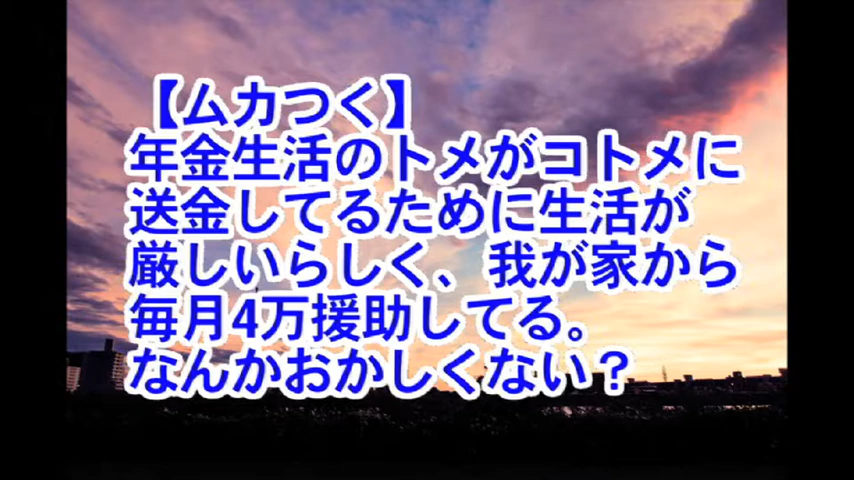 【ムカつく】
年金生活のトメがコトメに
送金してるために生活が
厳しいらしく、我が家から
毎月4万援助してる。
なんかおかしくない？